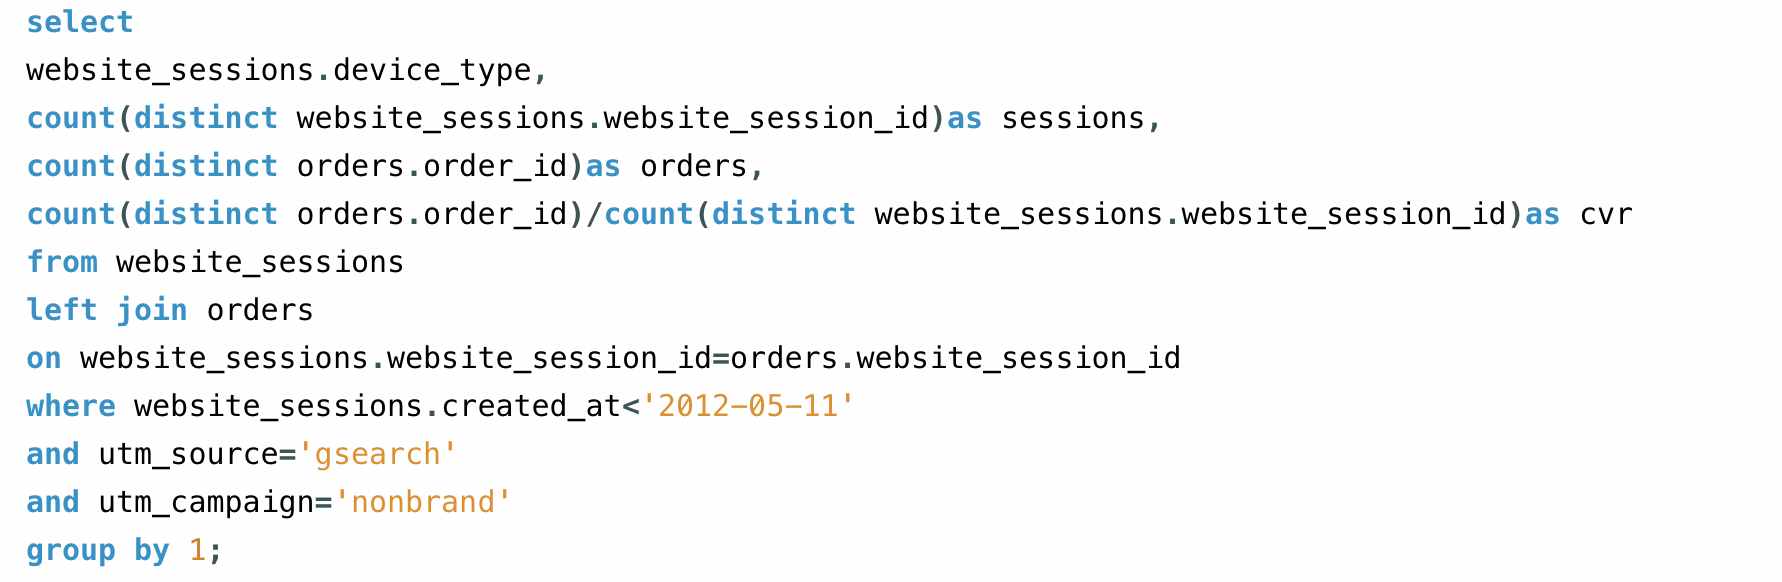 select
website_sessions.device_type,
count(distinct website_sessions.website_session_id)as sessions,
count(distinct orders.order_id)as orders,
count(distinct orders.order_id)/count(distinct website_sessions.website_session_id)as cvr
from website_sessions
left join orders
on website_sessions.website_session_id=orders.website_session_id
where website_sessions.created_at<'2012-05-11'
and utm_source='gsearch'
and utm_campaign='nonbrand'
group by 1;